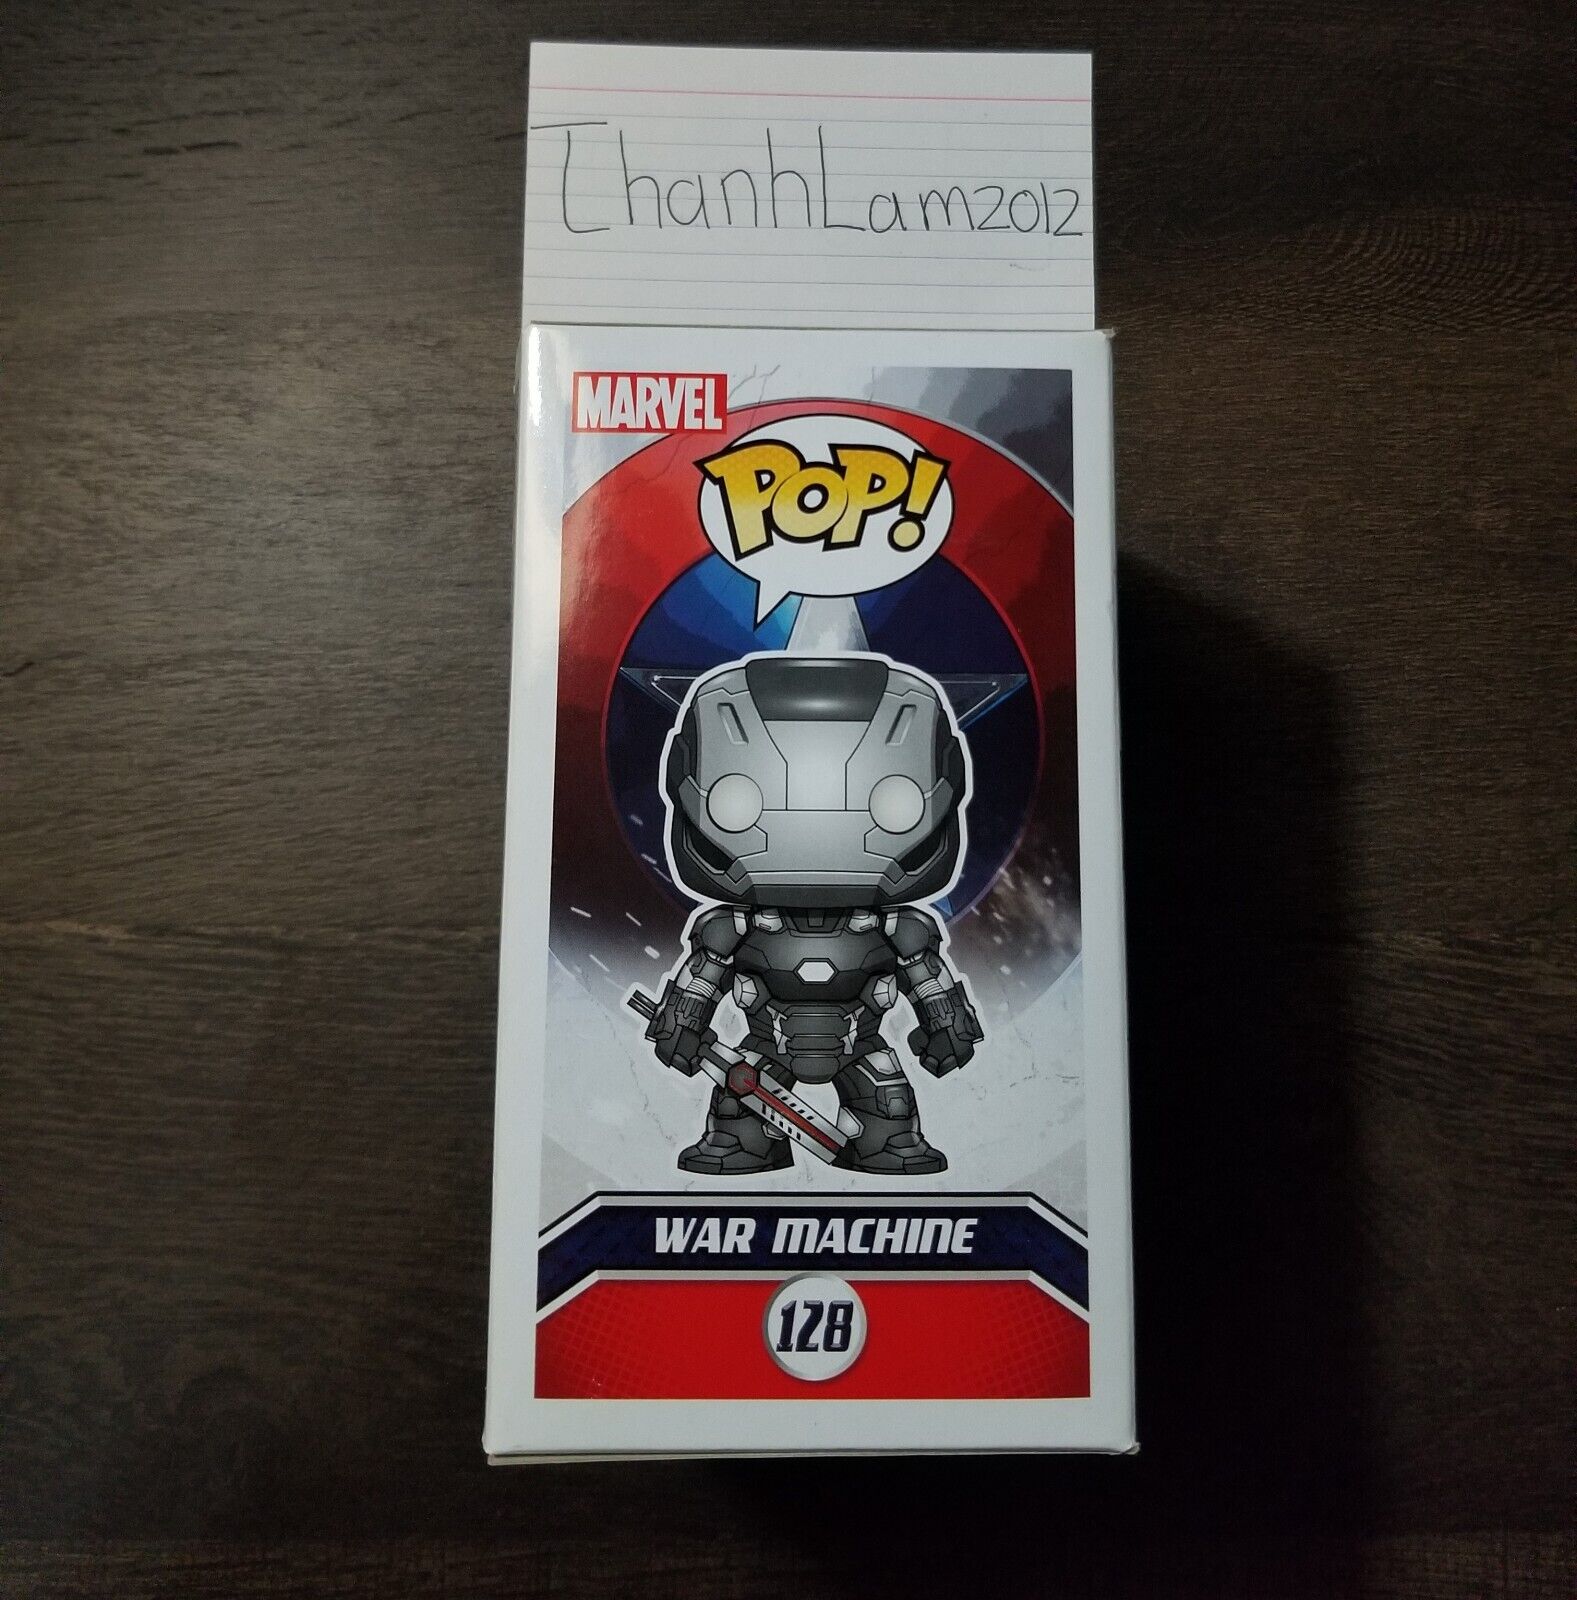 ThanhLam2012
MARVEL
POP!
WAR MACHINE
128